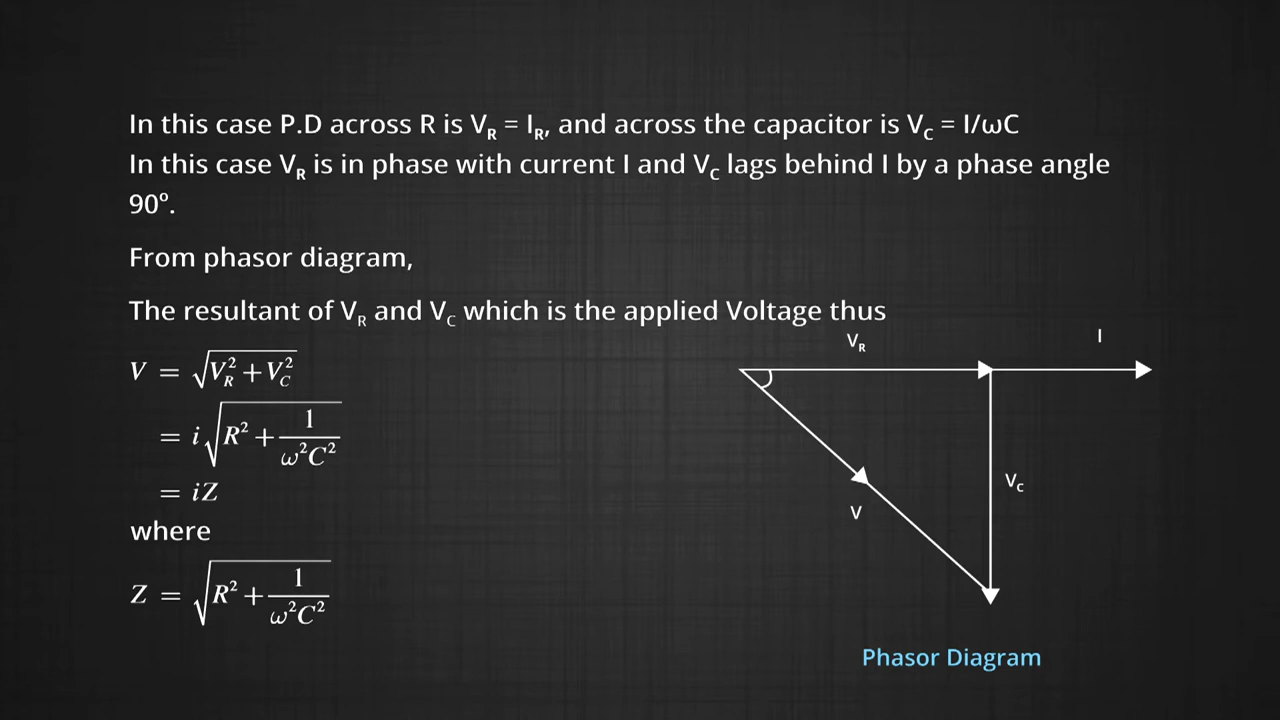 In this case P.D across R is V_R = I_R, and across the capacitor is V_C = I/ωC
In this case V_R is in phase with current I and V_C lags behind I by a phase angle
90º.
From phasor diagram,
The resultant of V_R and V_C which is the applied Voltage thus
V = √(V_R² + V_C²)
= i√(R² + 1/(ω²C²))
= iZ
where
Z = √(R² + 1/(ω²C²))
V_R
I
V_C
V
Phasor Diagram